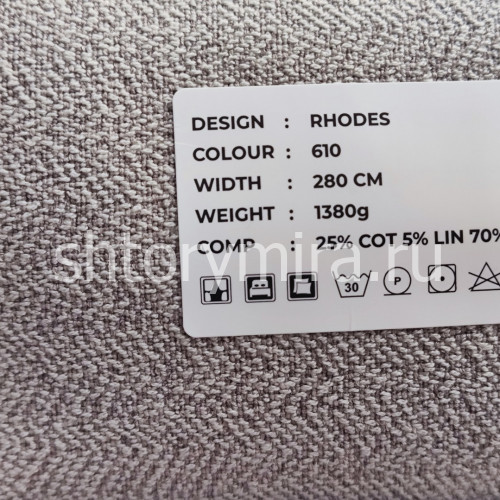 DESIGN : RHODES
COLOUR : 610
WIDTH : 280 CM
WEIGHT : 1380g
COMP : 25% COT 5% LIN 70%
shtorymira.ru
30 P